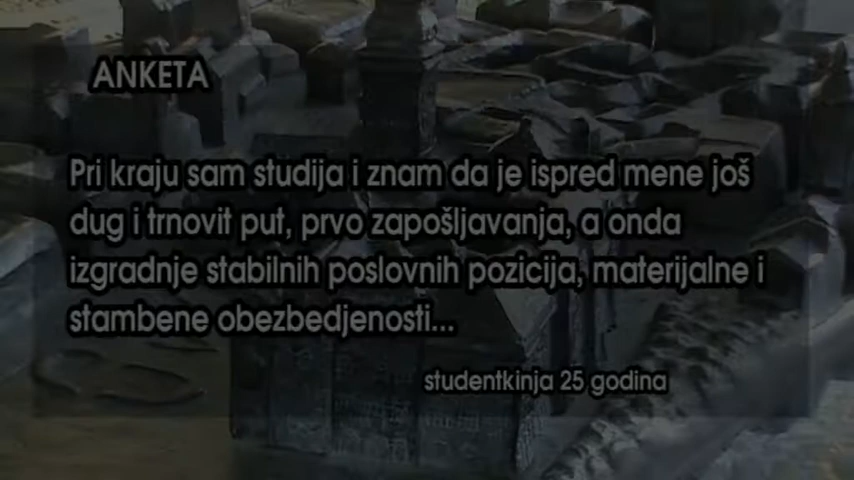 ANKETA
Pri kraju sam studija i znam da je ispred mene još
dug i trnovit put, prvo zapošljavanja, a onda
izgradnje stabilnih poslovnih pozicija, materijalne i
stambene obezbedjenosti...
studentkinja 25 godina